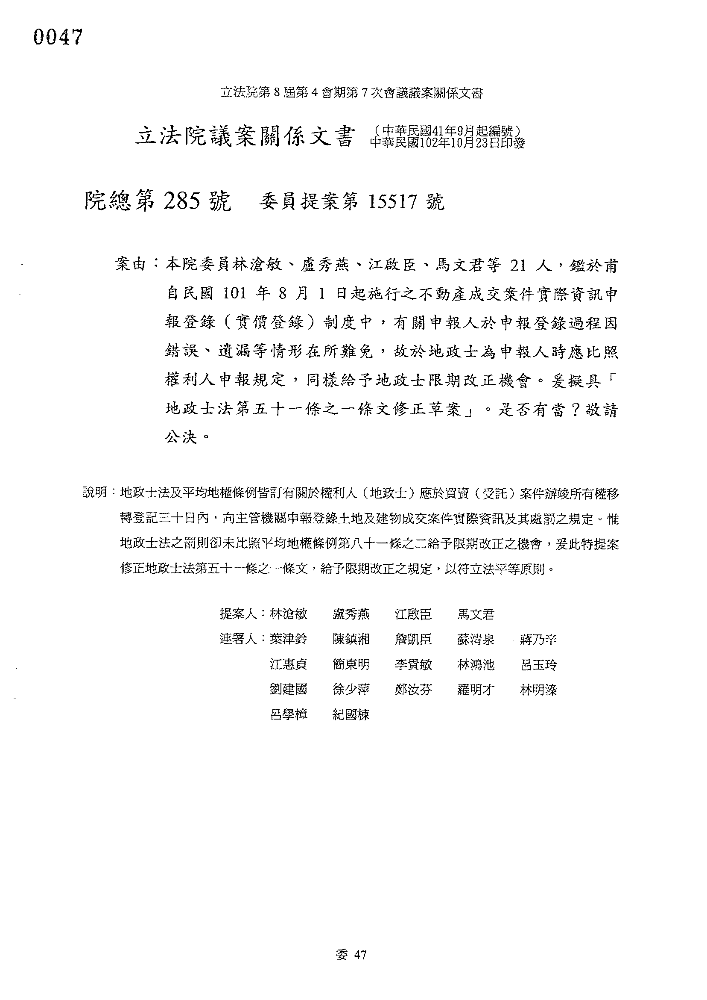 0047
立法院第 8 屆第 4 會期第 7 次會議議案關係文書
立法院議案關係文書 (中華民國41年9月起編號)
中華民國102年10月23日印發
院總第 285 號 委員提案第 15517 號
案由：本院委員林滄敏、盧秀燕、江啟臣、馬文君等 21 人，鑑於甫
自民國 101 年 8 月 1 日起施行之不動產成交案件實際資訊申
報登錄（實價登錄）制度中，有關申報人於申報登錄過程因
錯誤、遺漏等情形在所難免，故於地政士為申報人時應比照
權利人申報規定，同樣給予地政士限期改正機會。爰擬具「
地政士法第五十一條之一條文修正草案」。是否有當？敬請
公決。
說明：地政士法及平均地權條例皆訂有關於權利人（地政士）應於買賣（受託）案件辦竣所有權移
轉登記三十日內，向主管機關申報登錄土地及建物成交案件實際資訊及其處罰之規定。惟
地政士法之罰則卻未比照平均地權條例第八十一條之二給予限期改正之機會，爰此特提案
修正地政士法第五十一條之一條文，給予限期改正之規定，以符立法平等原則。
提案人：林滄敏 盧秀燕 江啟臣 馬文君
連署人：葉津鈴 陳鎮湘 詹凱臣 蘇清泉 蔣乃辛
江惠貞 簡東明 李貴敏 林鴻池 呂玉玲
劉建國 徐少萍 鄭汝芬 羅明才 林明溱
呂學樟 紀國棟
委 47